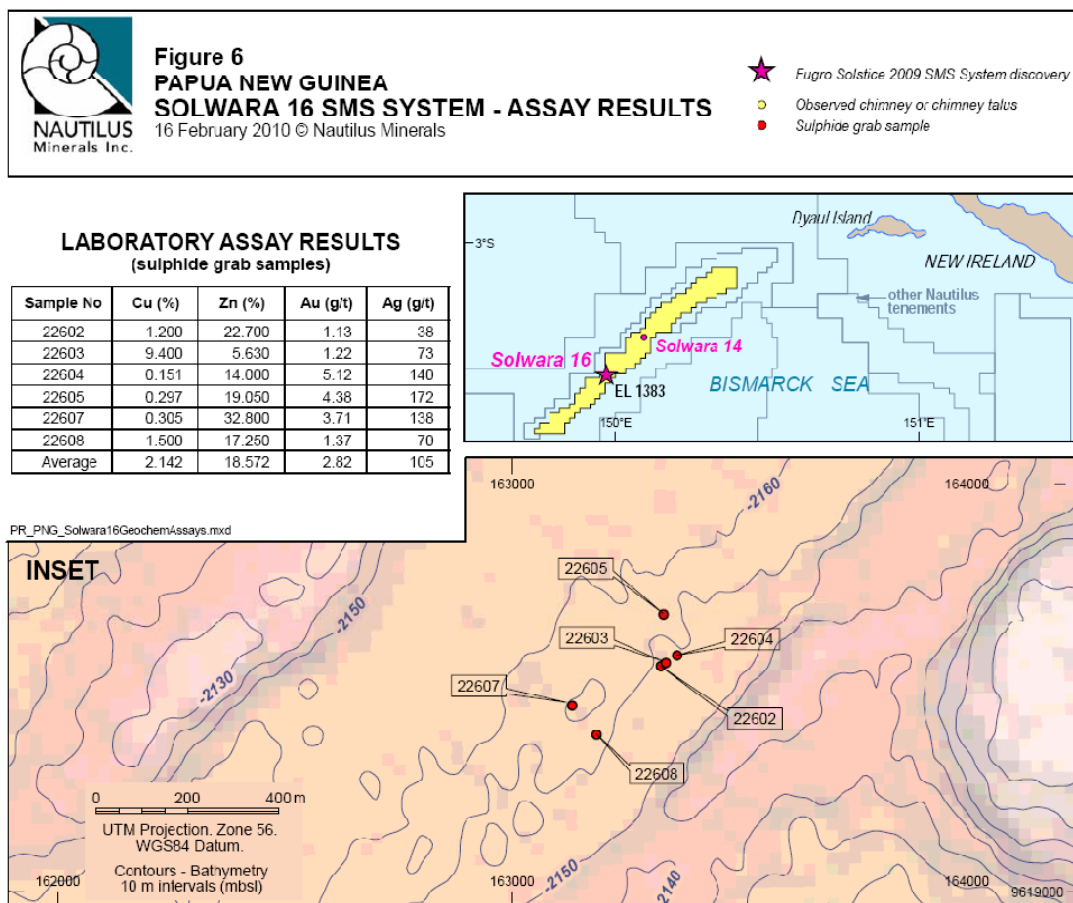 NAUTILUS
Minerals Inc.
Figure 6
PAPUA NEW GUINEA
SOLWARA 16 SMS SYSTEM - ASSAY RESULTS
16 February 2010 © Nautilus Minerals
Fugro Solstice 2009 SMS System discovery
Observed chimney or chimney talus
Sulphide grab sample
LABORATORY ASSAY RESULTS
(sulphide grab samples)
Sample No Cu (%) Zn (%) Au (g/t) Ag (g/t)
22602 1.200 22.700 1.13 38
22603 9.400 5.630 1.22 73
22604 0.151 14.000 5.12 140
22605 0.297 19.050 4.38 172
22607 0.305 32.800 3.71 138
22608 1.500 17.250 1.37 70
Average 2.142 18.572 2.82 105
PR_PNG_Solwara16GeochemAssays.mxd
3°S
Dyaul Island
NEW IRELAND
other Nautilus
tenements
Solwara 14
Solwara 16
EL 1383
BISMARCK SEA
150°E
151°E
INSET
163000
164000
-2160
-2150
-2130
22605
22603
22604
22607
22602
22608
0 200 400 m
UTM Projection. Zone 56.
WGS84 Datum.
Contours - Bathymetry
10 m intervals (mbsl)
-2150
-2140
162000
163000
164000
9619000